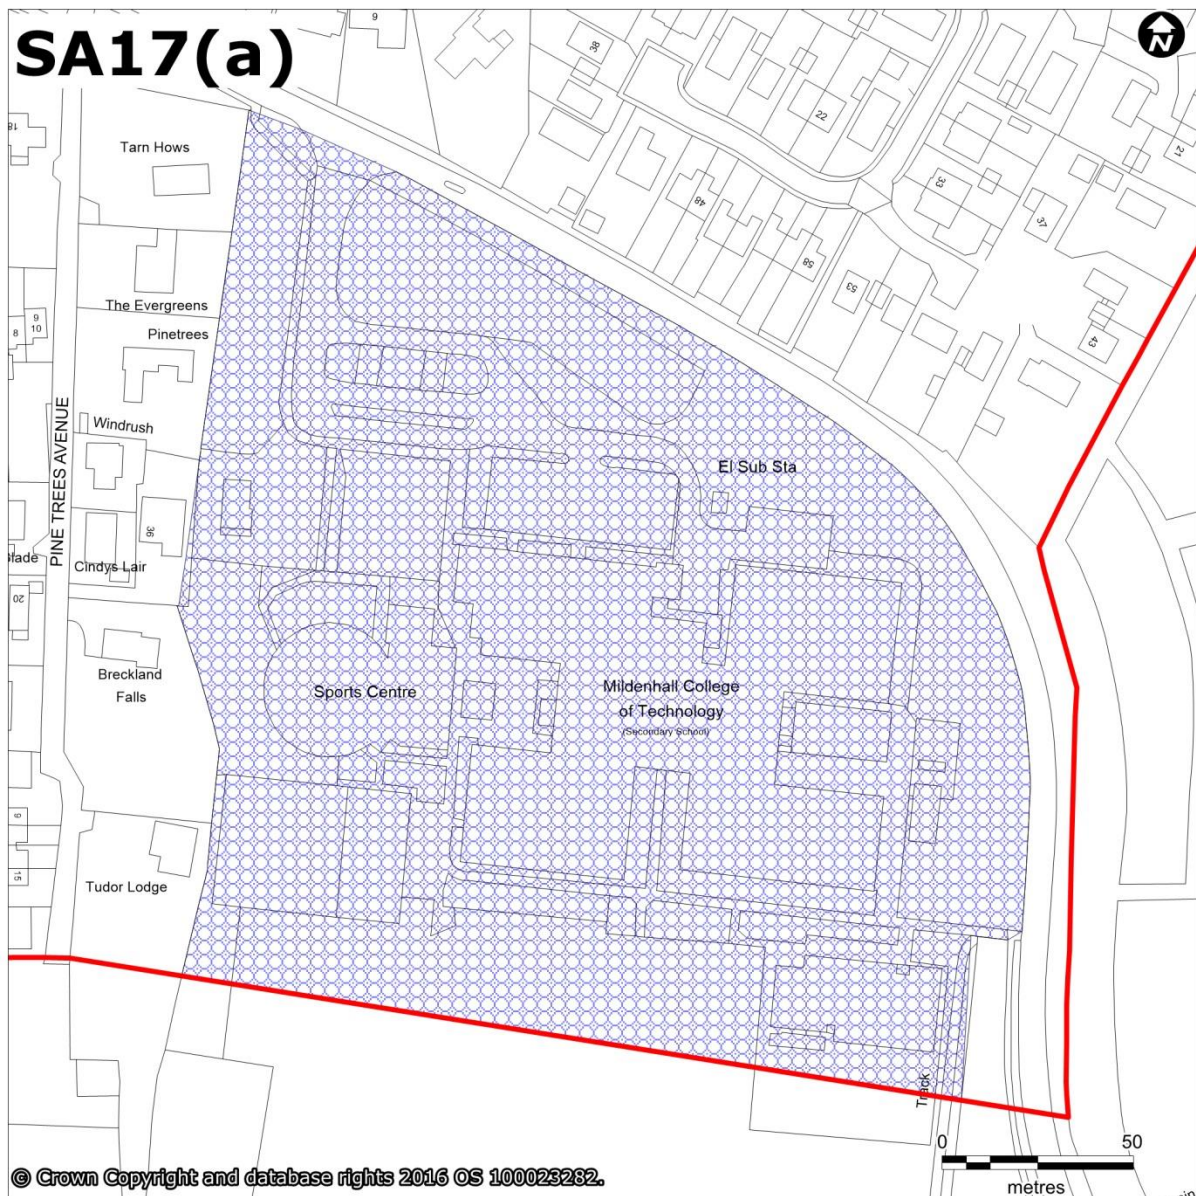 SA17(a)
N
9
38
22
21
18
Tarn Hows
33
37
48
58
53
43
The Evergreens
Pinetrees
8
9
10
Windrush
PINE TREES AVENUE
El Sub Sta
36
Cindys Lair
20
Breckland
Falls
Sports Centre
Mildenhall College
of Technology
(Secondary School)
9
15
Tudor Lodge
Track
0 50
metres
© Crown Copyright and database rights 2016 OS 100023282.